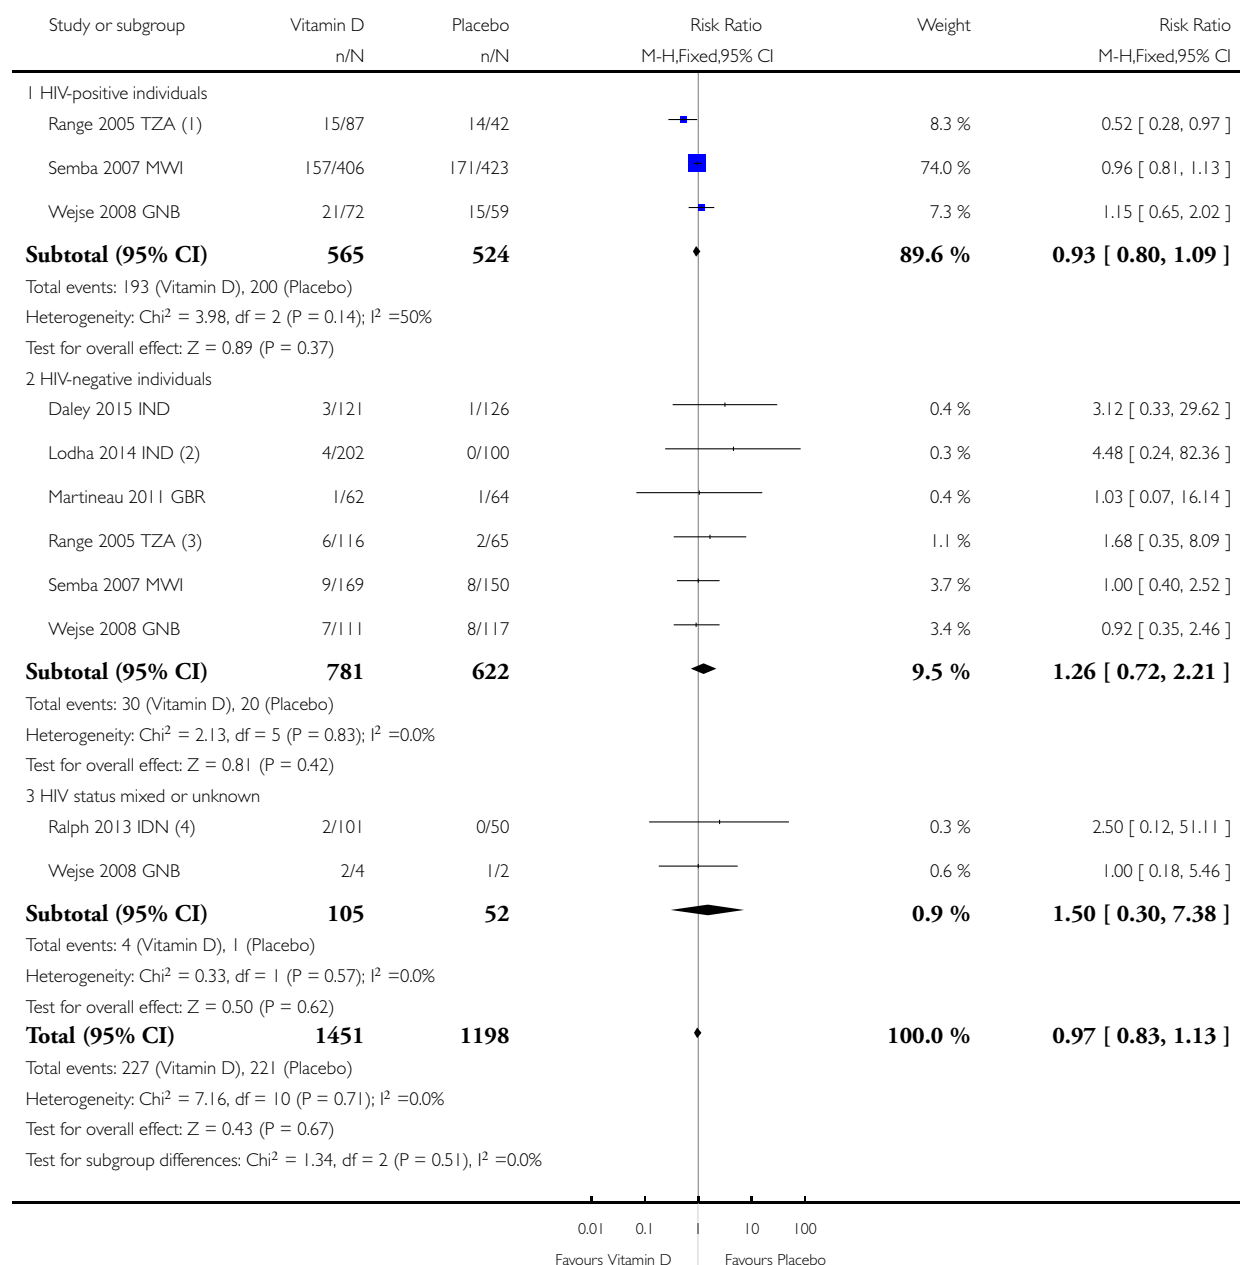 Study or subgroup Vitamin D Placebo Risk Ratio Weight Risk Ratio
n/N n/N M-H,Fixed,95% CI M-H,Fixed,95% CI
1 HIV-positive individuals
Range 2005 TZA (1) 15/87 14/42 8.3 % 0.52 [ 0.28, 0.97 ]
Semba 2007 MWI 157/406 171/423 74.0 % 0.96 [ 0.81, 1.13 ]
Wejse 2008 GNB 21/72 15/59 7.3 % 1.15 [ 0.65, 2.02 ]
Subtotal (95% CI) 565 524 89.6 % 0.93 [ 0.80, 1.09 ]
Total events: 193 (Vitamin D), 200 (Placebo)
Heterogeneity: Chi² = 3.98, df = 2 (P = 0.14); I² =50%
Test for overall effect: Z = 0.89 (P = 0.37)
2 HIV-negative individuals
Daley 2015 IND 3/121 1/126 0.4 % 3.12 [ 0.33, 29.62 ]
Lodha 2014 IND (2) 4/202 0/100 0.3 % 4.48 [ 0.24, 82.36 ]
Martineau 2011 GBR 1/62 1/64 0.4 % 1.03 [ 0.07, 16.14 ]
Range 2005 TZA (3) 6/116 2/65 1.1 % 1.68 [ 0.35, 8.09 ]
Semba 2007 MWI 9/169 8/150 3.7 % 1.00 [ 0.40, 2.52 ]
Wejse 2008 GNB 7/111 8/117 3.4 % 0.92 [ 0.35, 2.46 ]
Subtotal (95% CI) 781 622 9.5 % 1.26 [ 0.72, 2.21 ]
Total events: 30 (Vitamin D), 20 (Placebo)
Heterogeneity: Chi² = 2.13, df = 5 (P = 0.83); I² =0.0%
Test for overall effect: Z = 0.81 (P = 0.42)
3 HIV status mixed or unknown
Ralph 2013 IDN (4) 2/101 0/50 0.3 % 2.50 [ 0.12, 51.11 ]
Wejse 2008 GNB 2/4 1/2 0.6 % 1.00 [ 0.18, 5.46 ]
Subtotal (95% CI) 105 52 0.9 % 1.50 [ 0.30, 7.38 ]
Total events: 4 (Vitamin D), 1 (Placebo)
Heterogeneity: Chi² = 0.33, df = 1 (P = 0.57); I² =0.0%
Test for overall effect: Z = 0.50 (P = 0.62)
Total (95% CI) 1451 1198 100.0 % 0.97 [ 0.83, 1.13 ]
Total events: 227 (Vitamin D), 221 (Placebo)
Heterogeneity: Chi² = 7.16, df = 10 (P = 0.71); I² =0.0%
Test for overall effect: Z = 0.43 (P = 0.67)
Test for subgroup differences: Chi² = 1.34, df = 2 (P = 0.51), I² =0.0%
0.01 0.1 1 10 100
Favours Vitamin D Favours Placebo